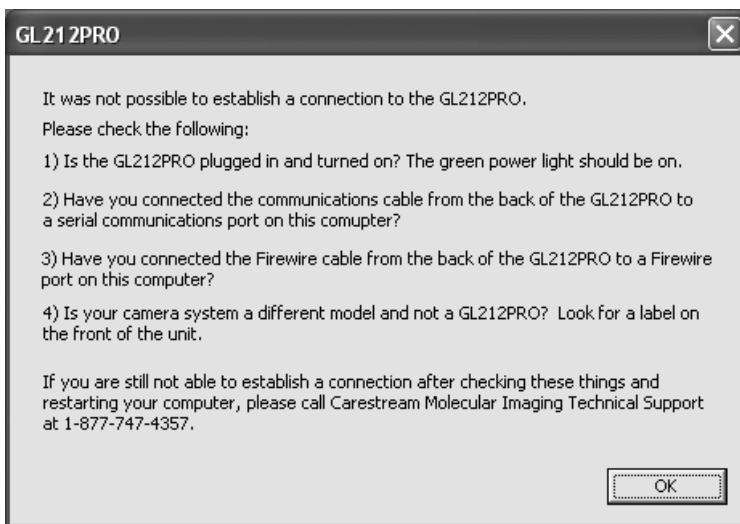 GL212PRO
It was not possible to establish a connection to the GL212PRO.
Please check the following:
1) Is the GL212PRO plugged in and turned on? The green power light should be on.
2) Have you connected the communications cable from the back of the GL212PRO to
a serial communications port on this comupter?
3) Have you connected the Firewire cable from the back of the GL212PRO to a Firewire
port on this computer?
4) Is your camera system a different model and not a GL212PRO? Look for a label on
the front of the unit.
If you are still not able to establish a connection after checking these things and
restarting your computer, please call Carestream Molecular Imaging Technical Support
at 1-877-747-4357.
OK